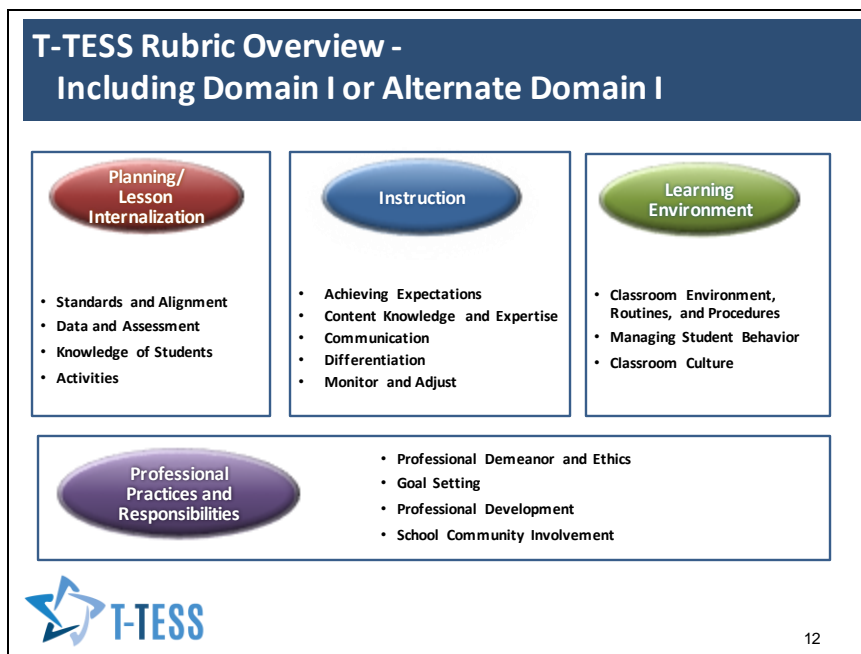 T-TESS Rubric Overview -
Including Domain I or Alternate Domain I
Planning/
Lesson
Internalization
• Standards and Alignment
• Data and Assessment
• Knowledge of Students
• Activities
Instruction
• Achieving Expectations
• Content Knowledge and Expertise
• Communication
• Differentiation
• Monitor and Adjust
Learning
Environment
• Classroom Environment,
Routines, and Procedures
• Managing Student Behavior
• Classroom Culture
Professional
Practices and
Responsibilities
• Professional Demeanor and Ethics
• Goal Setting
• Professional Development
• School Community Involvement
T-TESS
12